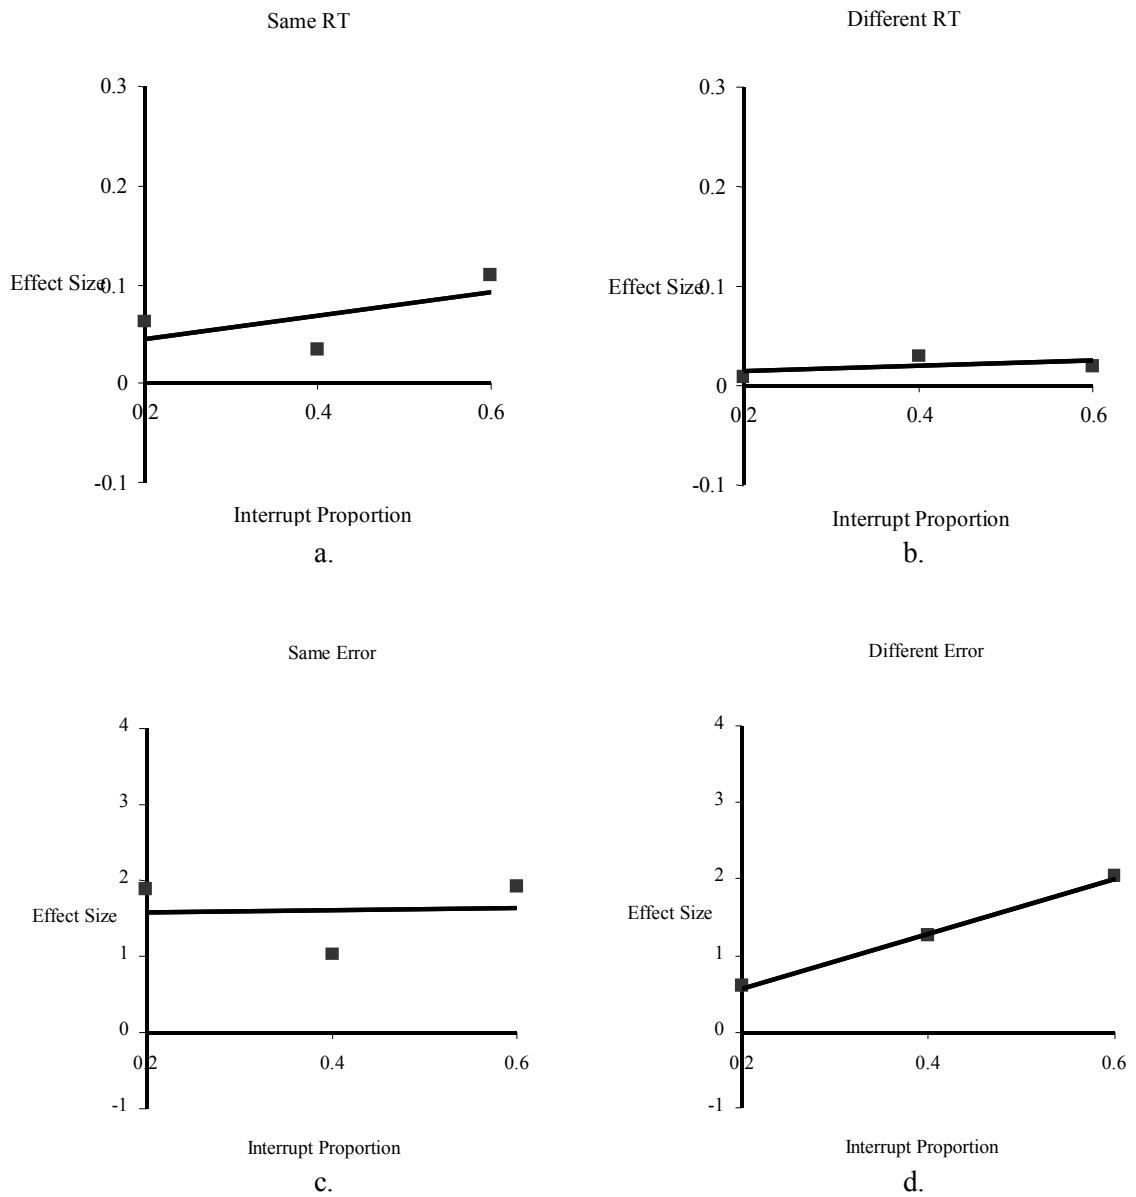 Same RT
0.3
0.2
Effect Size 0.1
0
0.2 0.4 0.6
-0.1
Interrupt Proportion
a.
Different RT
0.3
0.2
Effect Size 0.1
0
0.2 0.4 0.6
-0.1
Interrupt Proportion
b.
Same Error
4
3
2
Effect Size
1
0
0.2 0.4 0.6
-1
Interrupt Proportion
c.
Different Error
4
3
2
Effect Size
1
0
0.2 0.4 0.6
-1
Interrupt Proportion
d.